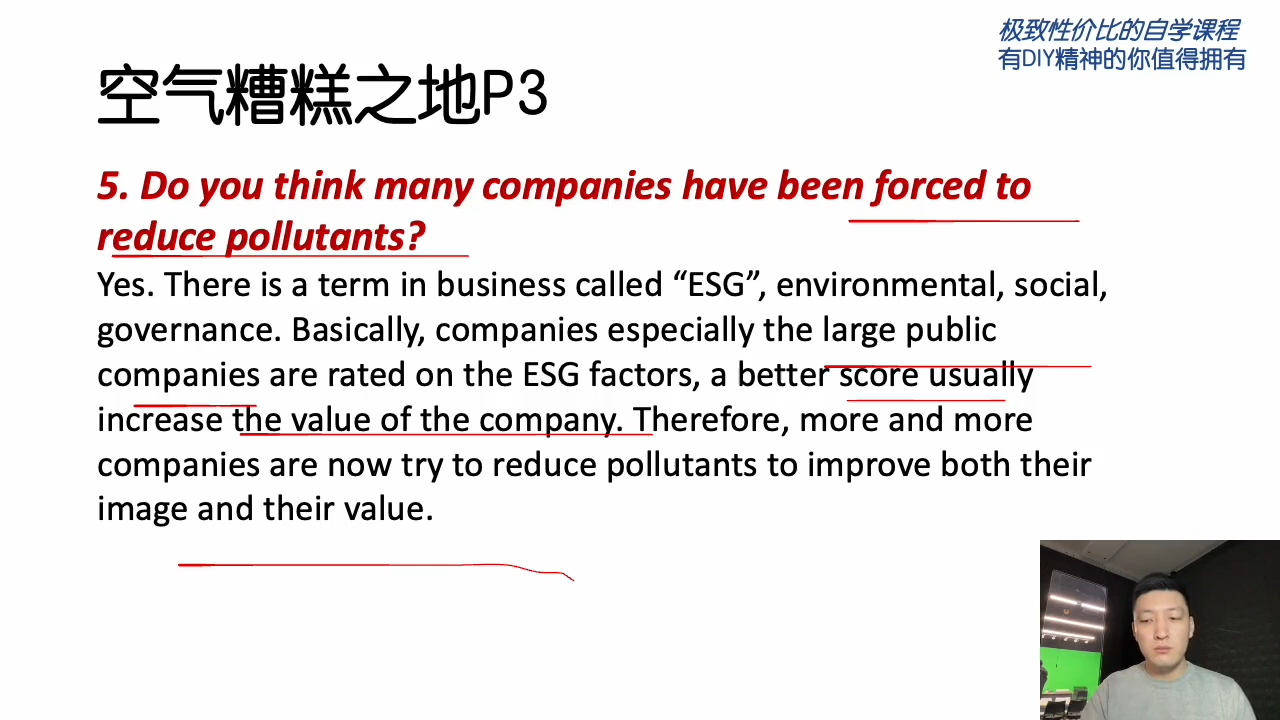 极致性价比的自学课程
有DIY精神的你值得拥有
空气糟糕之地P3
5. Do you think many companies have been forced to
reduce pollutants?
Yes. There is a term in business called “ESG”, environmental, social,
governance. Basically, companies especially the large public
companies are rated on the ESG factors, a better score usually
increase the value of the company. Therefore, more and more
companies are now try to reduce pollutants to improve both their
image and their value.